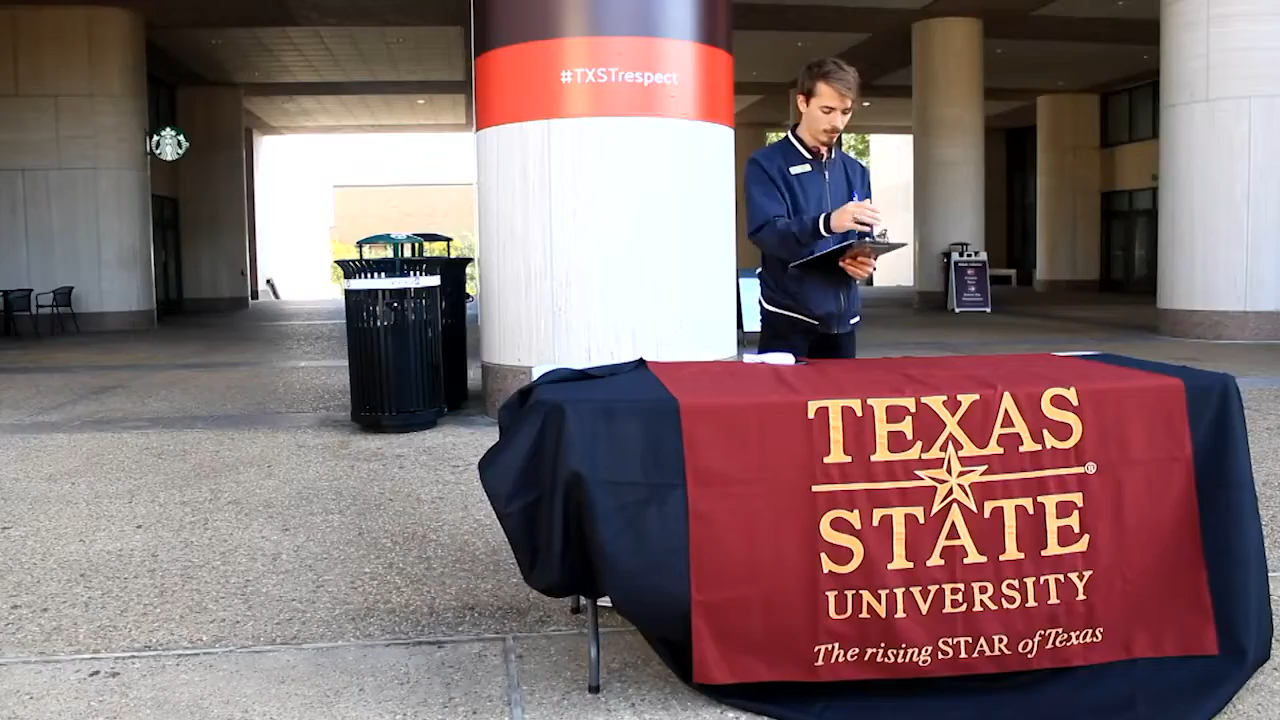 #TXSTrespect
TEXAS
STATE
®
UNIVERSITY
The rising STAR of Texas